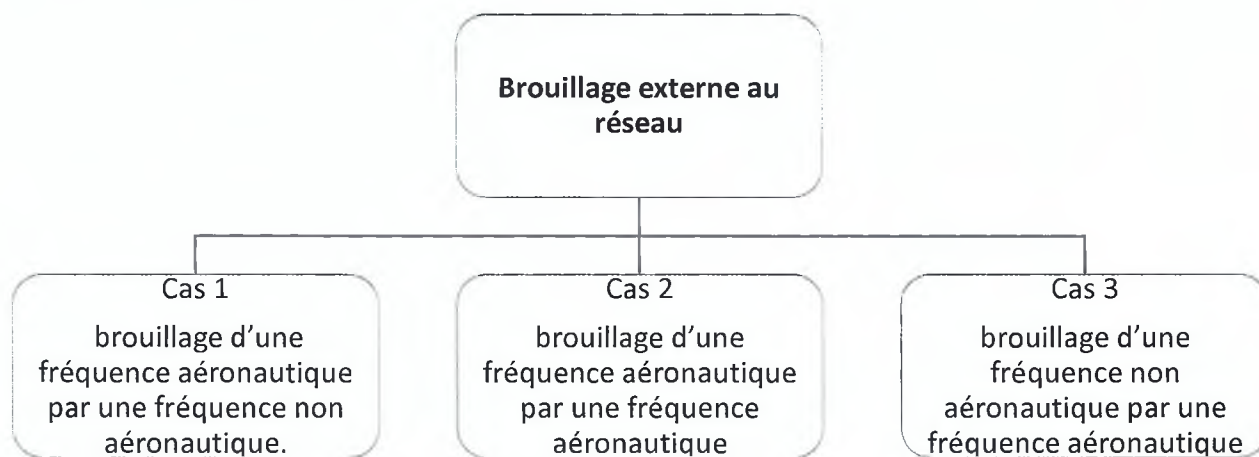 Brouillage externe au
réseau
Cas 1
brouillage d'une
fréquence aéronautique
par une fréquence non
aéronautique.
Cas 2
brouillage d'une
fréquence aéronautique
par une fréquence
aéronautique
Cas 3
brouillage d'une
fréquence non
aéronautique par une
fréquence aéronautique